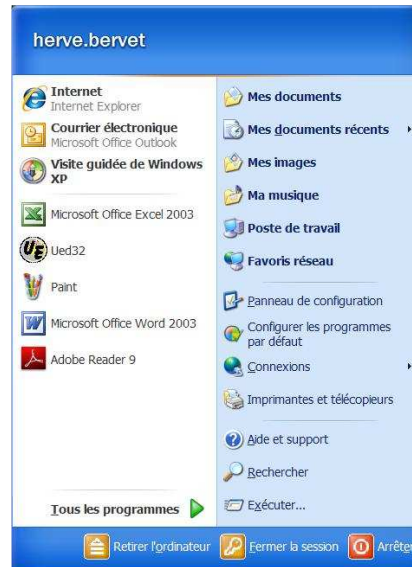 herve.bervet
Internet
Internet Explorer
Courrier électronique
Microsoft Office Outlook
Visite guidée de Windows
XP
Microsoft Office Excel 2003
Ued32
Paint
Microsoft Office Word 2003
Adobe Reader 9
Tous les programmes
Mes documents
Mes documents récents
Mes images
Ma musique
Poste de travail
Favoris réseau
Panneau de configuration
Configurer les programmes
par défaut
Connexions
Imprimantes et télécopieurs
Aide et support
Rechercher
Exécuter...
Retirer l'ordinateur
Fermer la session
Arrête